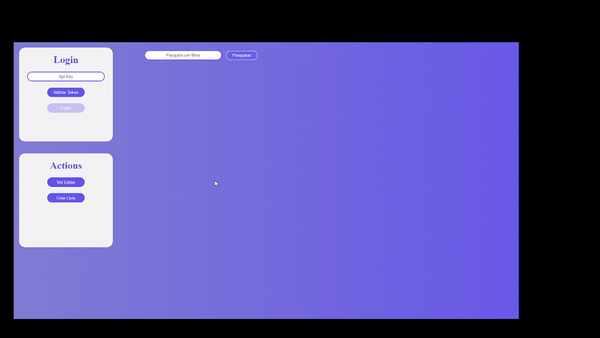 Login
Api Key
Validar Token
Login
Pesquisa um filme
Pesquisar
Actions
Ver Listas
Criar Lista